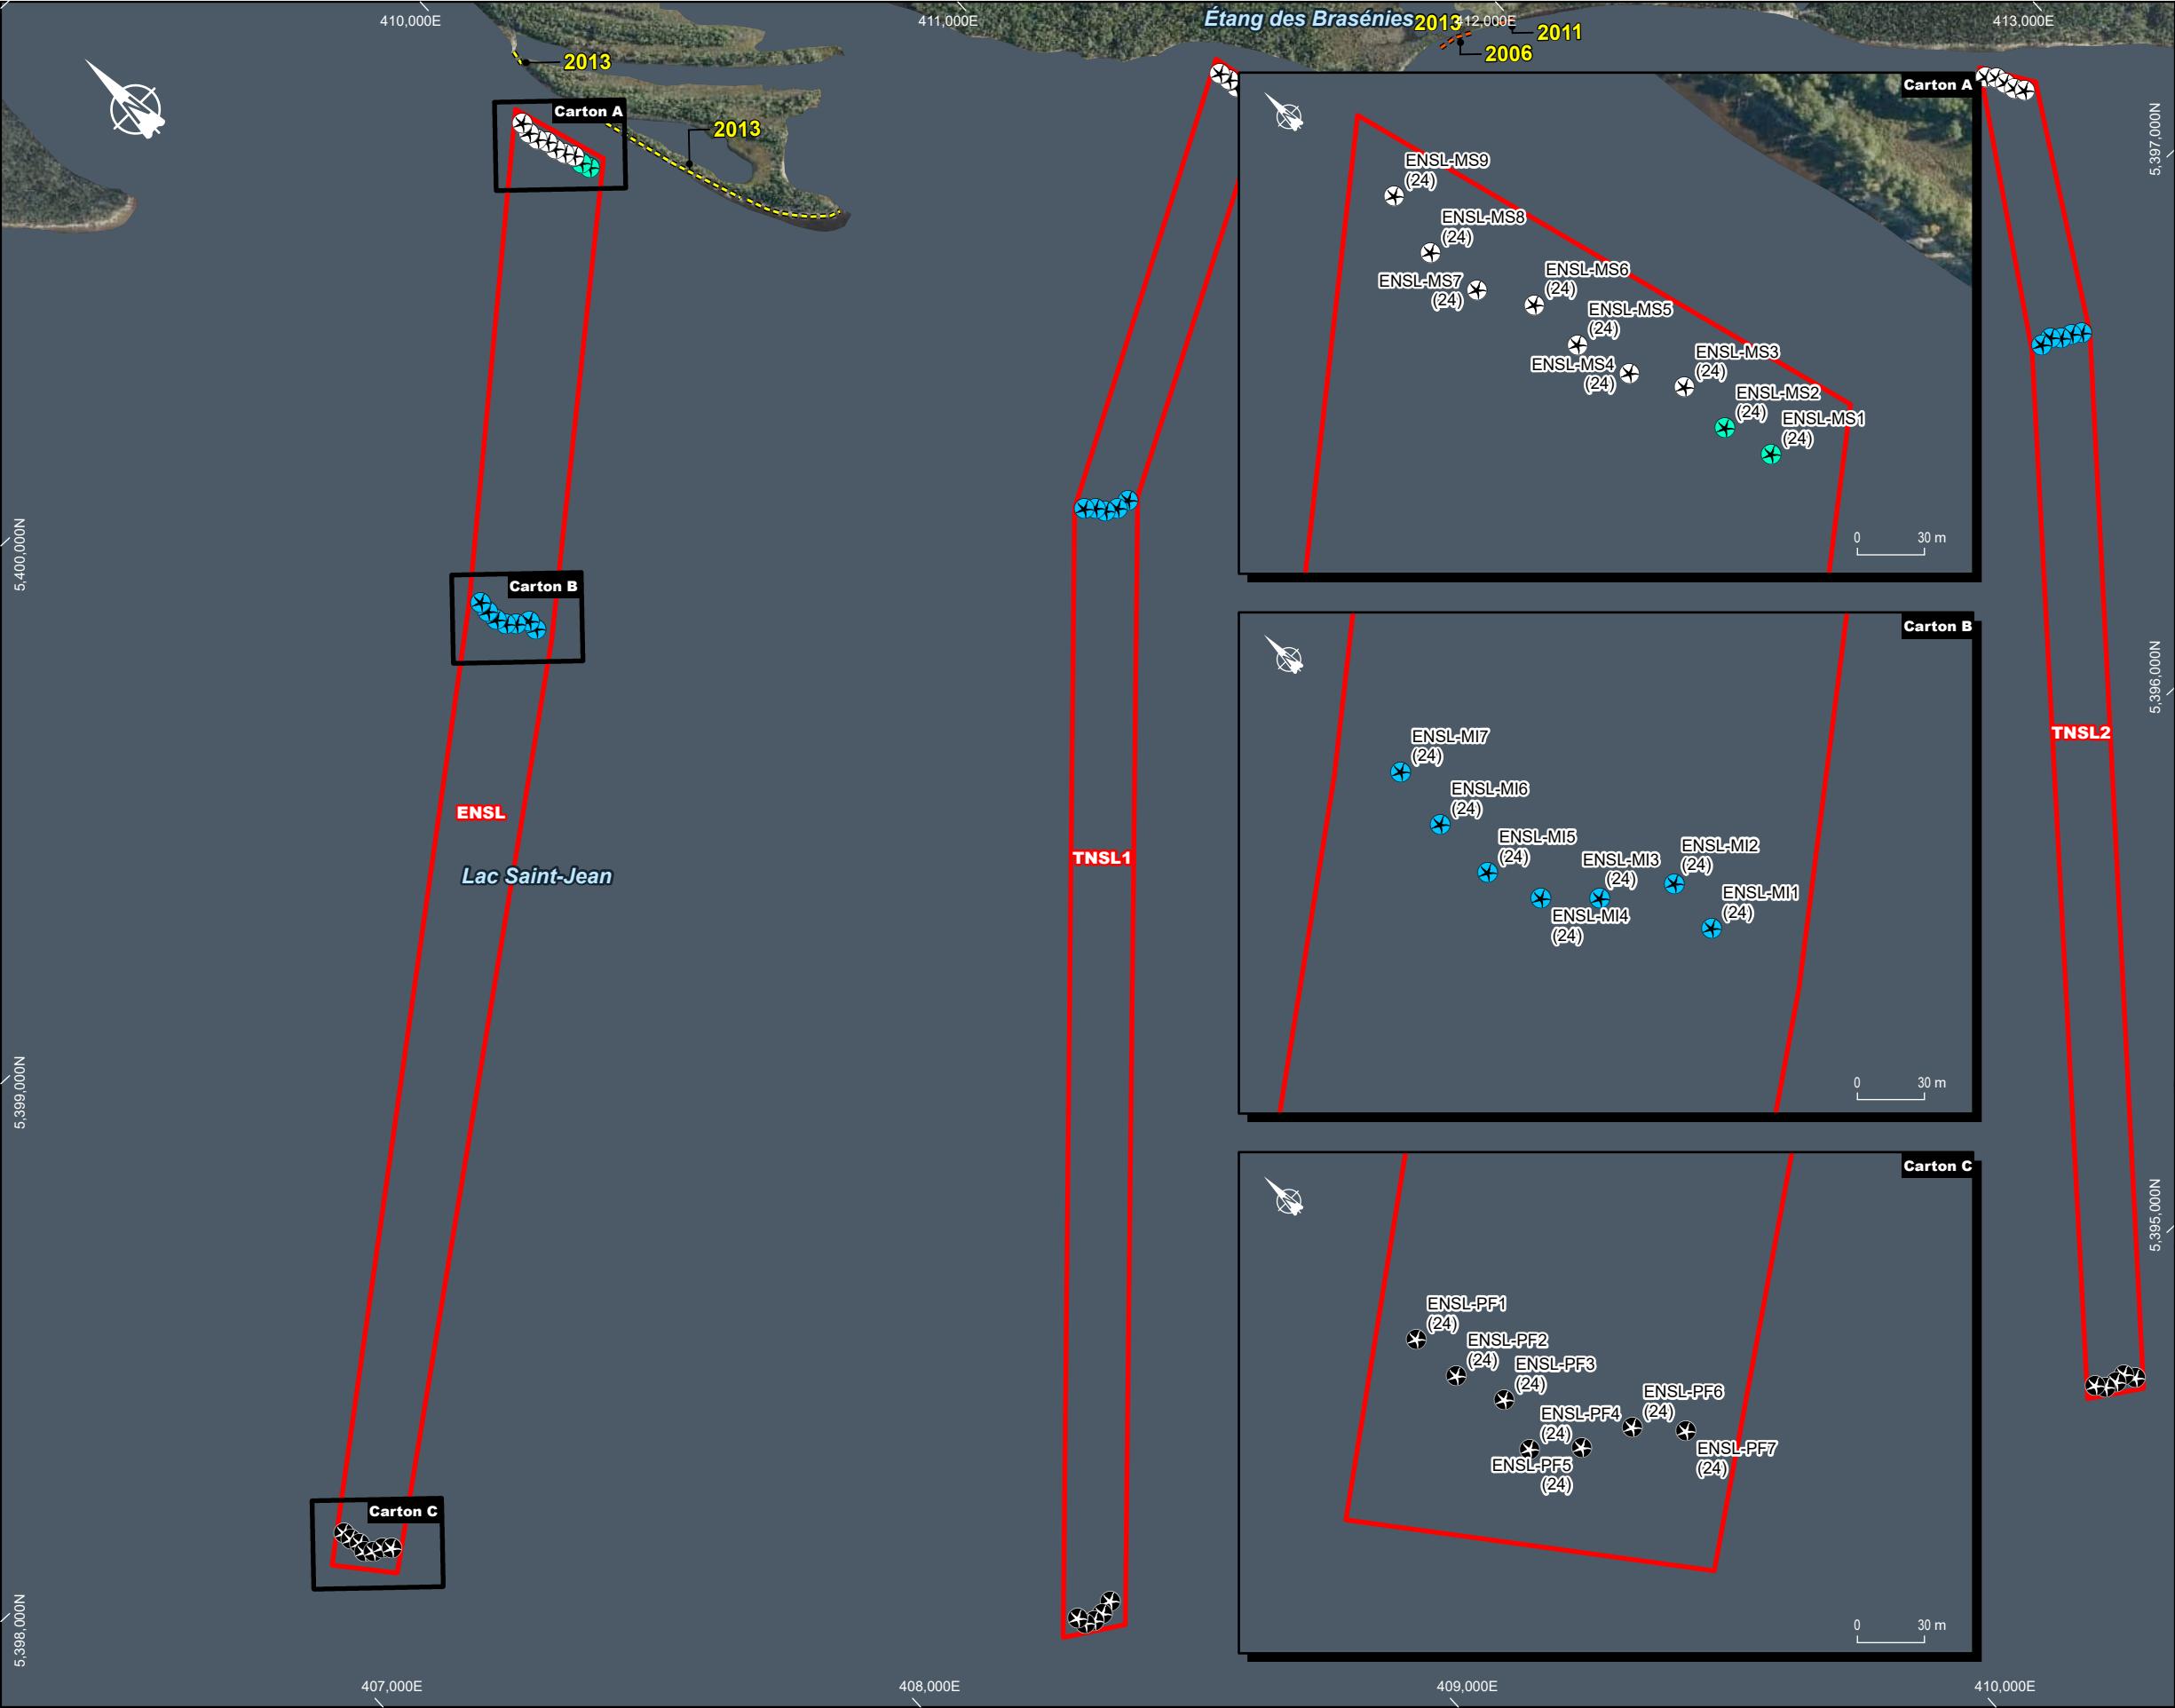 410,000E
411,000E
Étang des Brasénies
2013
412,000E
2011
2006
413,000E
2013
Carton A
2013
5,397,000N
Carton A
ENSL-MS9
(24)
ENSL-MS8
(24)
ENSL-MS7
(24)
ENSL-MS6
(24)
ENSL-MS5
(24)
ENSL-MS4
(24)
ENSL-MS3
(24)
ENSL-MS2
(24)
ENSL-MS1
(24)
0 30 m
5,400,000N
Carton B
Carton B
ENSL-MI7
(24)
ENSL-MI6
(24)
ENSL-MI5
(24)
ENSL-MI4
(24)
ENSL-MI3
(24)
ENSL-MI2
(24)
ENSL-MI1
(24)
0 30 m
5,396,000N
TNSL2
ENSL
TNSL1
Lac Saint-Jean
5,399,000N
Carton C
ENSL-PF1
(24)
ENSL-PF2
(24)
ENSL-PF3
(24)
ENSL-PF4
(24)
ENSL-PF5
(24)
ENSL-PF6
(24)
ENSL-PF7
(24)
0 30 m
5,395,000N
Carton C
5,398,000N
407,000E
408,000E
409,000E
410,000E